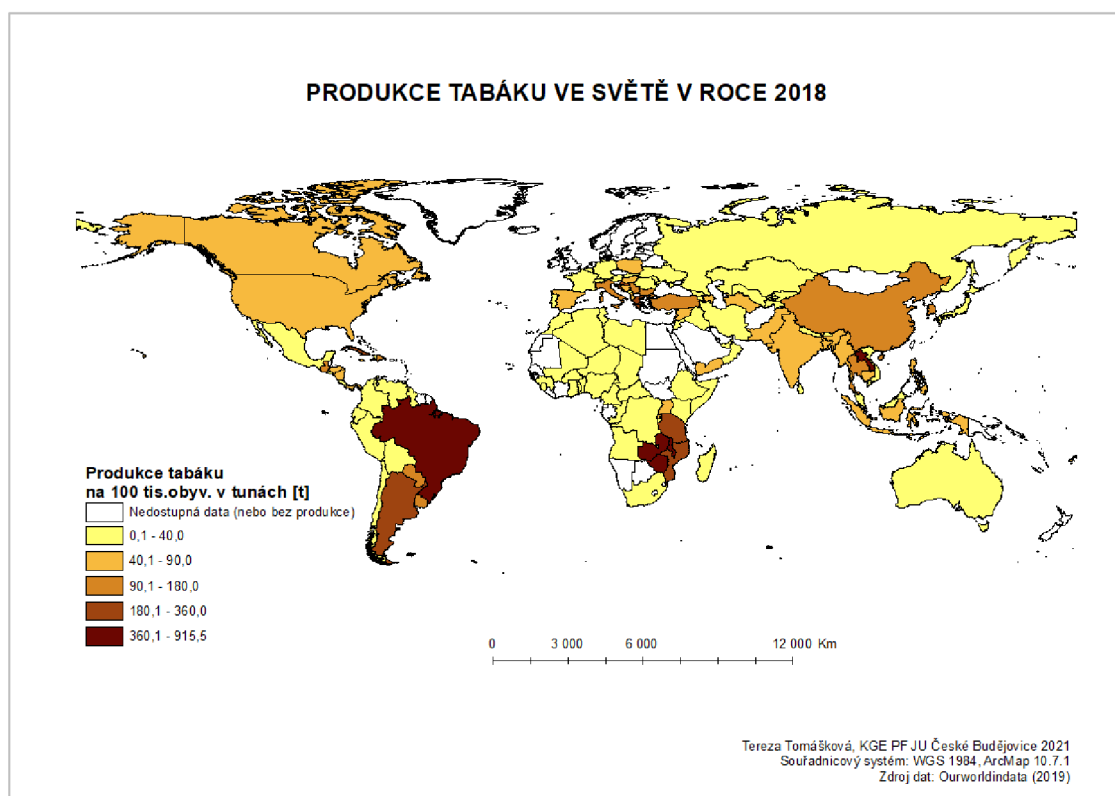 PRODUKCE TABÁKU VE SVĚTĚ V ROCE 2018
Produkce tabáku
na 100 tis.obyv. v tunách [t]
Nedostupná data (nebo bez produkce)
0,1 - 40,0
40,1 - 90,0
90,1 - 180,0
180,1 - 360,0
360,1 - 915,5
0 3 000 6 000 12 000 Km
Tereza Tomášková, KGE PF JU České Budějovice 2021
Souřadnicový systém: WGS 1984, ArcMap 10.7.1
Zdroj dat: Ourworldindata (2019)